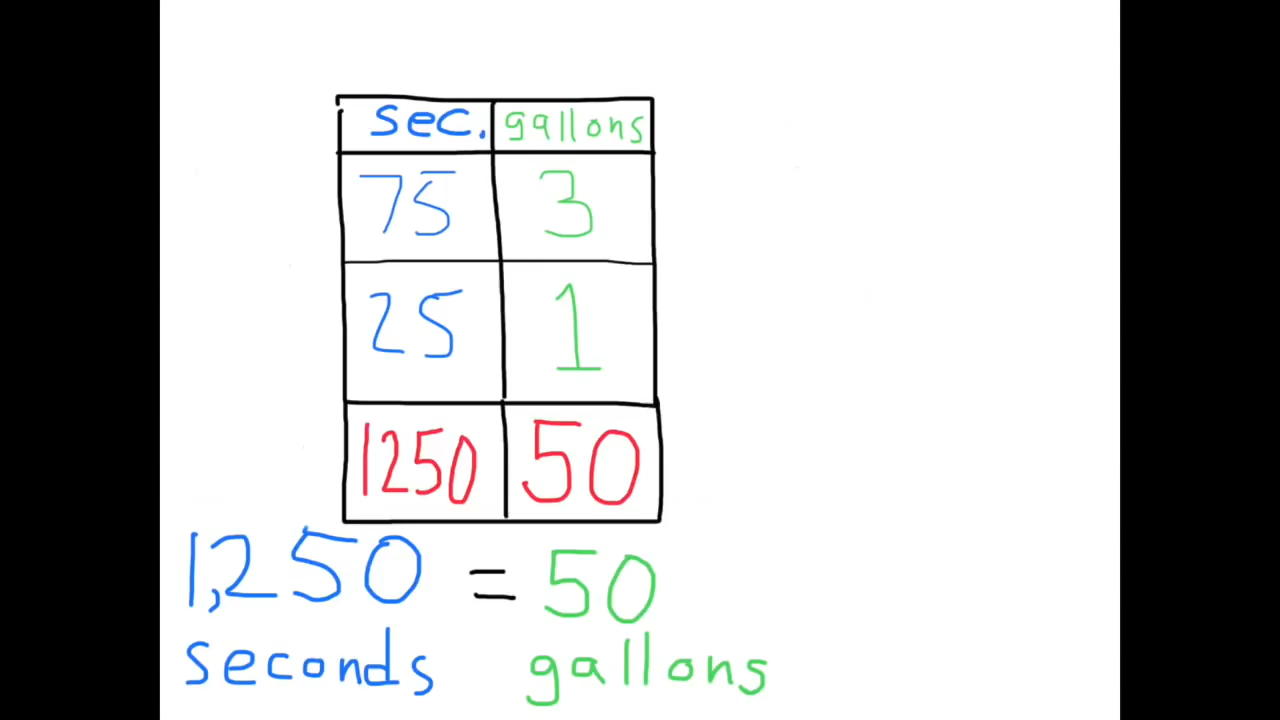 sec. gallons
75 3
25 1
1250 50
1,250 = 50
seconds gallons